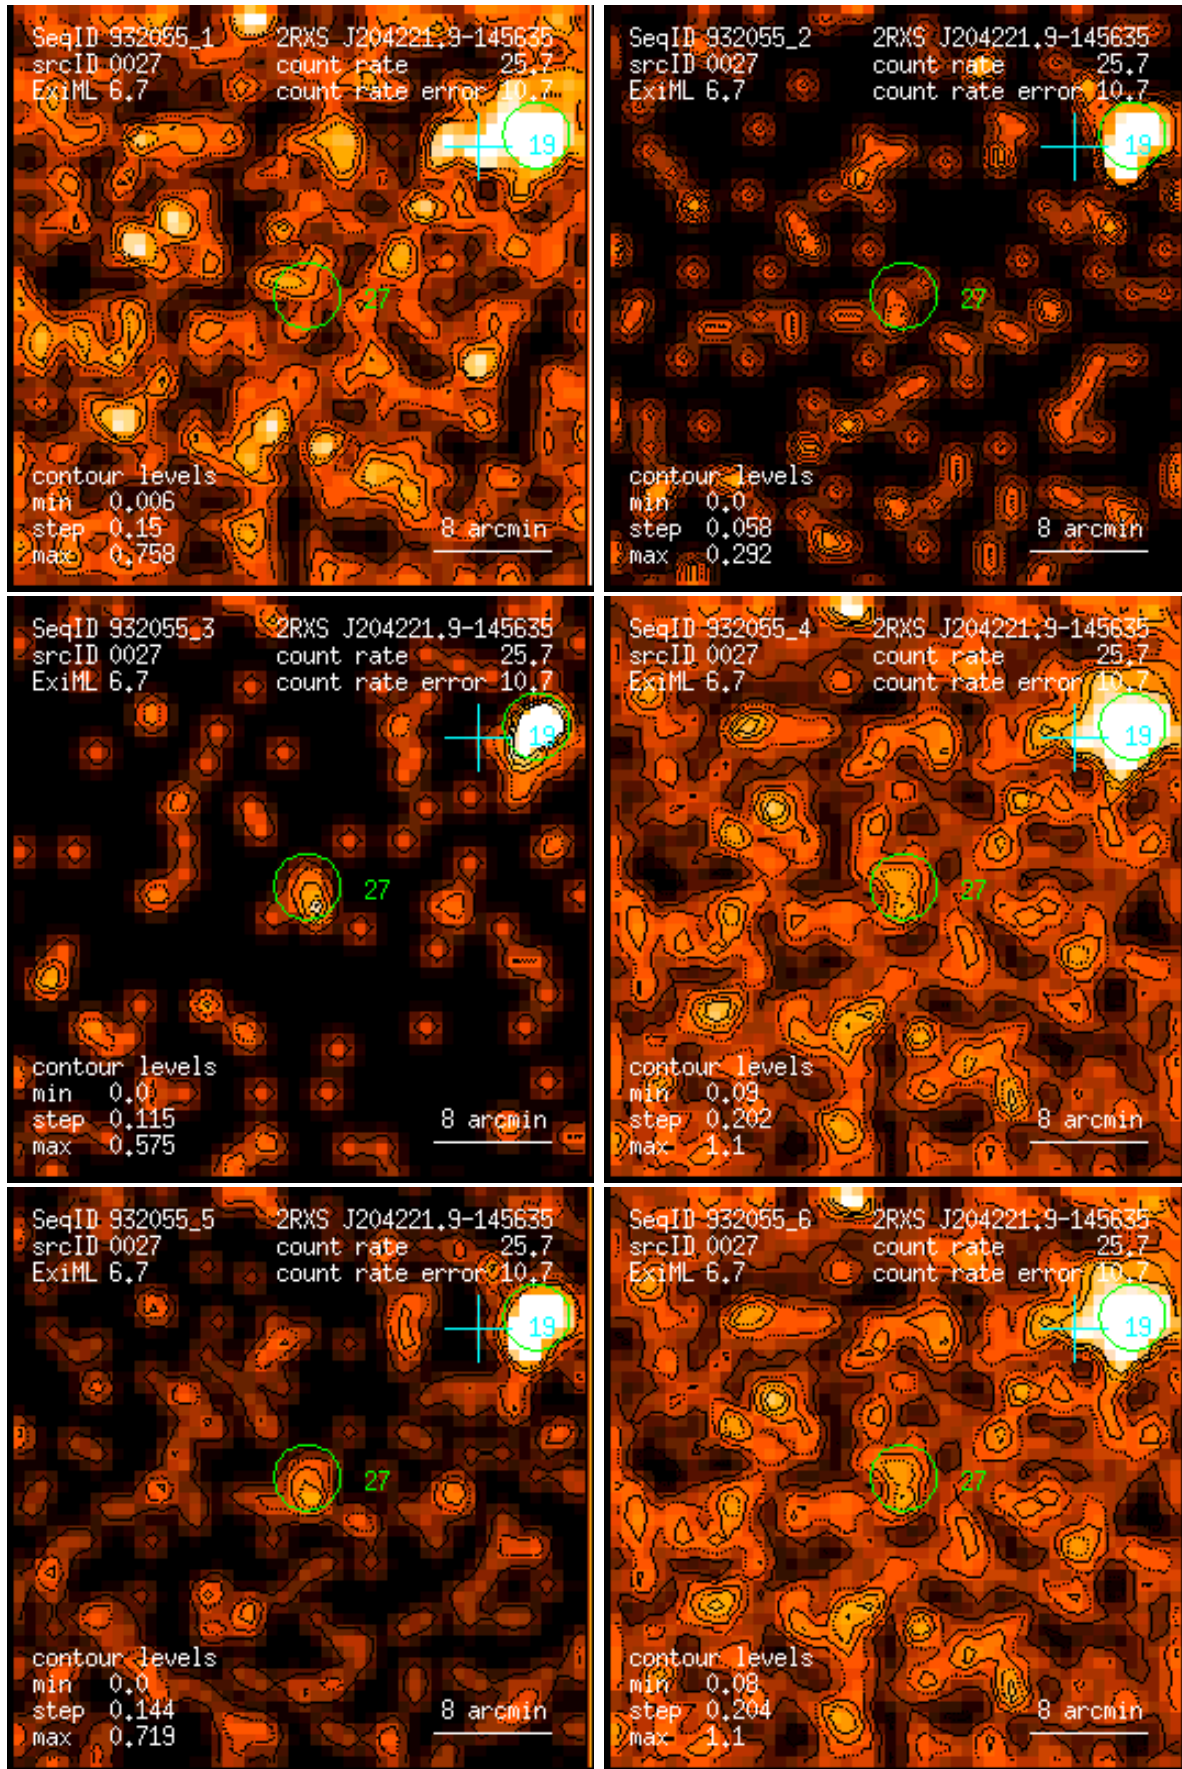 SeqID 932055_1 2RXS J204221.9-145635
srcID 0027 count rate 25.7
ExiML 6.7 count rate error 10.7
19
27
contour levels
min 0.006
step 0.15 8 arcmin
max 0.758
SeqID 932055_2 2RXS J204221.9-145635
srcID 0027 count rate 25.7
ExiML 6.7 count rate error 10.7
19
27
contour levels
min 0.0
step 0.058 8 arcmin
max 0.292
SeqID 932055_3 2RXS J204221.9-145635
srcID 0027 count rate 25.7
ExiML 6.7 count rate error 10.7
19
27
contour levels
min 0.0
step 0.115 8 arcmin
max 0.575
SeqID 932055_4 2RXS J204221.9-145635
srcID 0027 count rate 25.7
ExiML 6.7 count rate error 10.7
19
27
contour levels
min 0.09
step 0.202 8 arcmin
max 1.1
SeqID 932055_5 2RXS J204221.9-145635
srcID 0027 count rate 25.7
ExiML 6.7 count rate error 10.7
19
27
contour levels
min 0.0
step 0.144 8 arcmin
max 0.719
SeqID 932055_6 2RXS J204221.9-145635
srcID 0027 count rate 25.7
ExiML 6.7 count rate error 10.7
19
27
contour levels
min 0.08
step 0.204 8 arcmin
max 1.1